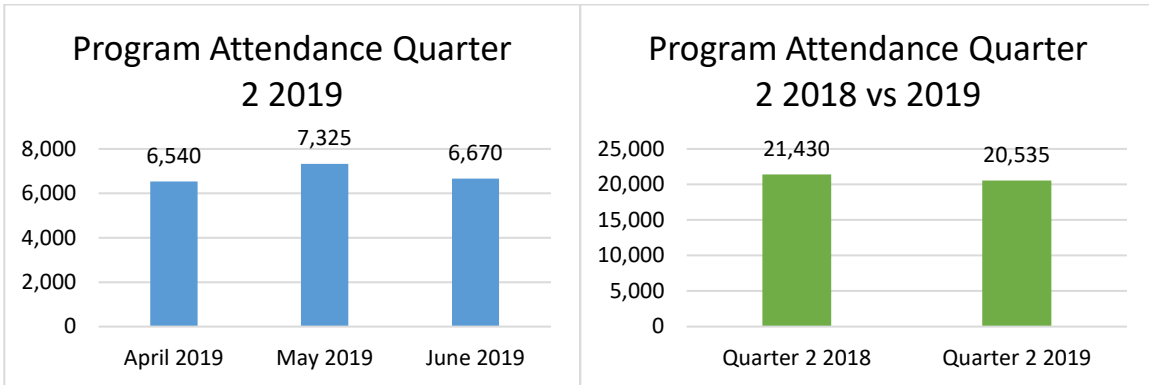 Program Attendance Quarter
2 2019
8,000
6,000
4,000
2,000
0
6,540
7,325
6,670
April 2019
May 2019
June 2019
Program Attendance Quarter
2 2018 vs 2019
25,000
20,000
15,000
10,000
5,000
0
21,430
20,535
Quarter 2 2018
Quarter 2 2019